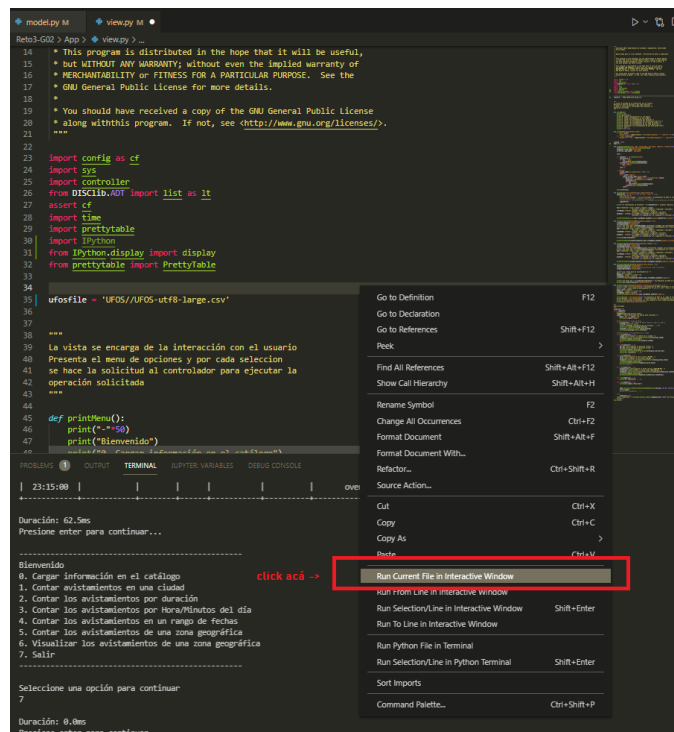 model.py M
view.py M
Reto3-G02 > App > view.py > ...
14 * This program is distributed in the hope that it will be useful,
15 * but WITHOUT ANY WARRANTY; without even the implied warranty of
16 * MERCHANTABILITY or FITNESS FOR A PARTICULAR PURPOSE.  See the
17 * GNU General Public License for more details.
18 *
19 * You should have received a copy of the GNU General Public License
20 * along withthis program.  If not, see <http://www.gnu.org/licenses/>.
21 """
22
23 import config as cf
24 import sys
25 import controller
26 from DISClib.ADT import list as lt
27 assert cf
28 import time
29 import prettytable
30 import IPython
31 from IPython.display import display
32 from prettytable import PrettyTable
33
34
35 ufosfile = 'UFOS//UFOS-utf8-large.csv'
36
37
38 """
39 La vista se encarga de la interacción con el usuario
40 Presenta el menu de opciones y por cada seleccion
41 se hace la solicitud al controlador para ejecutar la
42 operación solicitada
43 """
44
45 def printMenu():
46 print("-"*50)
47 print("Bienvenido")
48 print("0. Cargar información en el catálogo")
Go to Definition F12
Go to Declaration
Go to References Shift+F12
Peek >
Find All References Shift+Alt+F12
Show Call Hierarchy Shift+Alt+H
Rename Symbol F2
Change All Occurrences Ctrl+F2
Format Document Shift+Alt+F
Format Document With...
Refactor... Ctrl+Shift+R
Source Action...
Cut Ctrl+X
Copy Ctrl+C
Copy As >
Paste Ctrl+V
Run Current File in Interactive Window
Run From Line in Interactive Window
Run Selection/Line in Interactive Window Shift+Enter
Run To Line in Interactive Window
Run Python File in Terminal
Run Selection/Line in Python Terminal Shift+Enter
Sort Imports
Command Palette... Ctrl+Shift+P
PROBLEMS 1 OUTPUT TERMINAL JUPYTER: VARIABLES DEBUG CONSOLE
| 23:15:00 | | | | | | over
Duración: 62.5ms
Presione enter para continuar...
--------------------------------------------------
Bienvenido
0. Cargar información en el catálogo
click acá ->
1. Contar avistamientos en una ciudad
2. Contar los avistamientos por duración
3. Contar los avistamientos por Hora/Minutos del día
4. Contar los avistamientos en un rango de fechas
5. Contar los avistamientos de una zona geográfica
6. Visualizar los avistamientos de una zona geográfica
7. Salir
--------------------------------------------------
Seleccione una opción para continuar
7
Duración: 0.0ms
Presione enter para continuar...